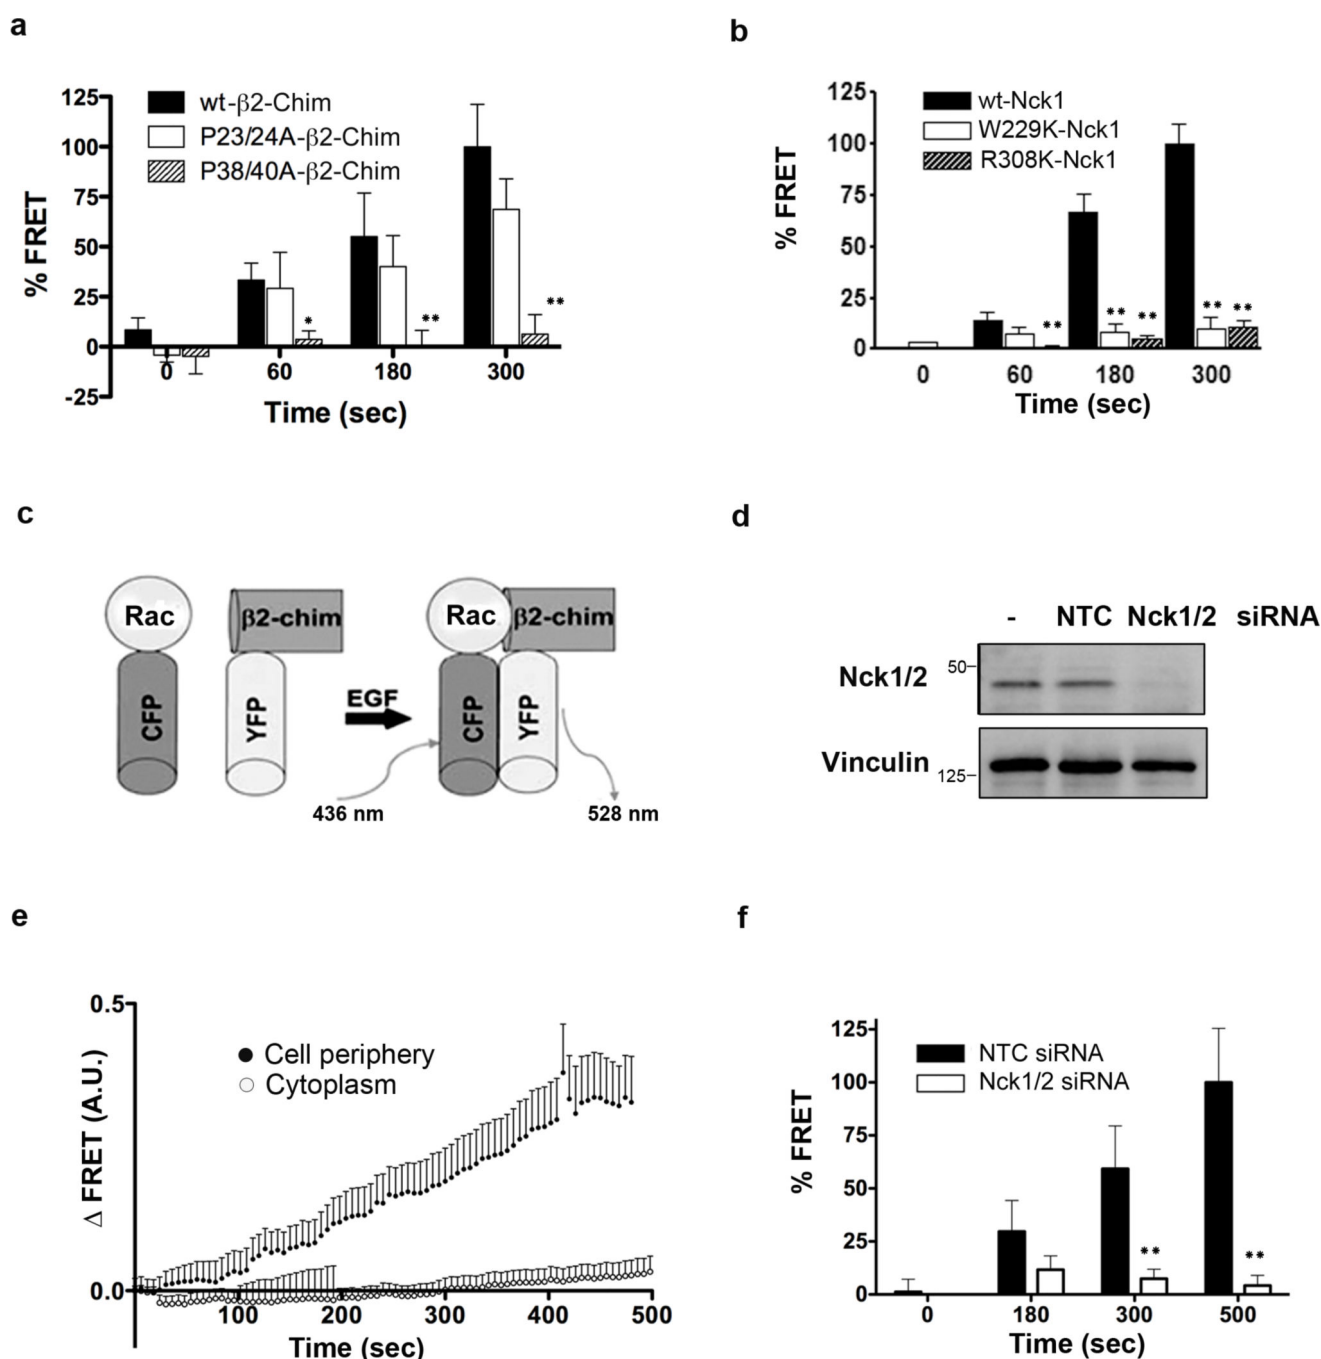 a
125
100
75
50
25
0
-25
% FRET
wt-β2-Chim
P23/24A-β2-Chim
P38/40A-β2-Chim
*
**
**
0 60 180 300
Time (sec)
b
125
100
75
50
25
0
% FRET
wt-Nck1
W229K-Nck1
R308K-Nck1
**
** **
** **
0 60 180 300
Time (sec)
c
Rac
CFP
β2-chim
YFP
EGF
Rac
β2-chim
CFP
YFP
436 nm
528 nm
d
- NTC Nck1/2 siRNA
Nck1/2
50
Vinculin
125
e
0.5
0.0
Δ FRET (A.U.)
Cell periphery
Cytoplasm
100 200 300 400 500
Time (sec)
f
125
100
75
50
25
0
% FRET
NTC siRNA
Nck1/2 siRNA
**
**
0 180 300 500
Time (sec)